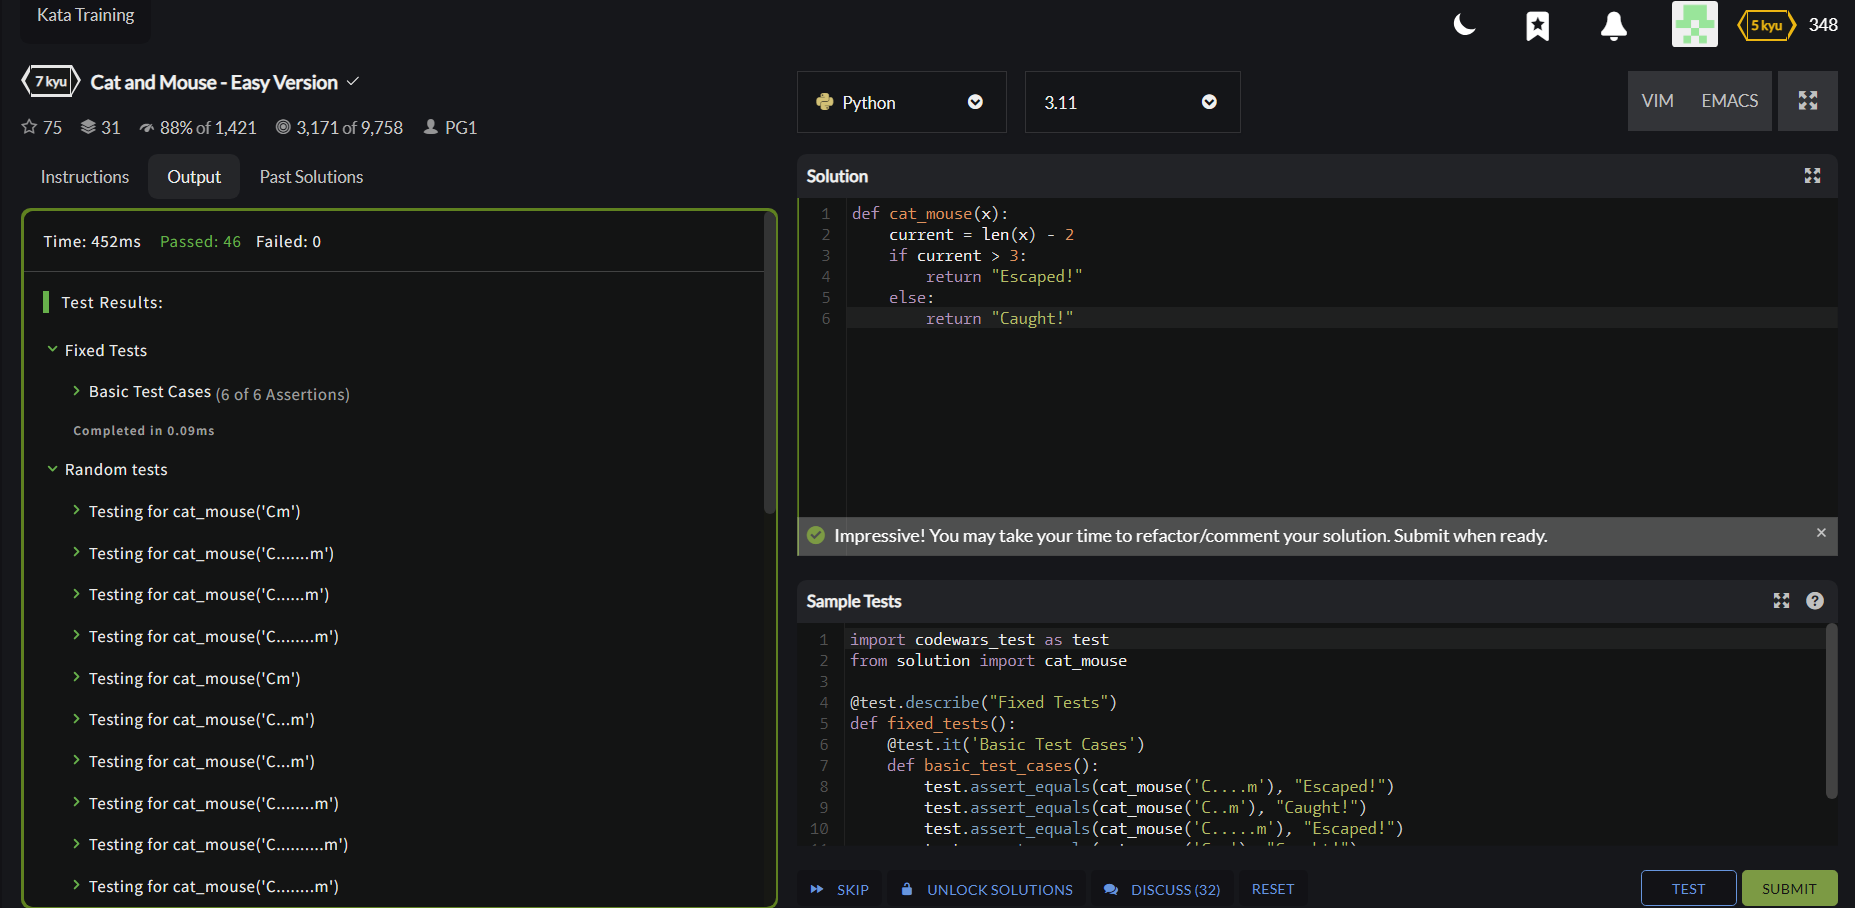 Kata Training
5 kyu 348
7 kyu Cat and Mouse - Easy Version
75 31 88% of 1,421 3,171 of 9,758 PG1
Instructions Output Past Solutions
Time: 452ms Passed: 46 Failed: 0
Test Results:
Fixed Tests
Basic Test Cases (6 of 6 Assertions)
Completed in 0.09ms
Random tests
Testing for cat_mouse('Cm')
Testing for cat_mouse('C.......m')
Testing for cat_mouse('C......m')
Testing for cat_mouse('C........m')
Testing for cat_mouse('Cm')
Testing for cat_mouse('C...m')
Testing for cat_mouse('C...m')
Testing for cat_mouse('C........m')
Testing for cat_mouse('C..........m')
Testing for cat_mouse('C........m')
Python 3.11 VIM EMACS
Solution
1 def cat_mouse(x):
2 current = len(x) - 2
3 if current > 3:
4 return "Escaped!"
5 else:
6 return "Caught!"
Impressive! You may take your time to refactor/comment your solution. Submit when ready. ×
Sample Tests ?
1 import codewars_test as test
2 from solution import cat_mouse
3
4 @test.describe("Fixed Tests")
5 def fixed_tests():
6 @test.it('Basic Test Cases')
7 def basic_test_cases():
8 test.assert_equals(cat_mouse('C....m'), "Escaped!")
9 test.assert_equals(cat_mouse('C..m'), "Caught!")
10 test.assert_equals(cat_mouse('C.....m'), "Escaped!")
SKIP UNLOCK SOLUTIONS DISCUSS (32) RESET TEST SUBMIT